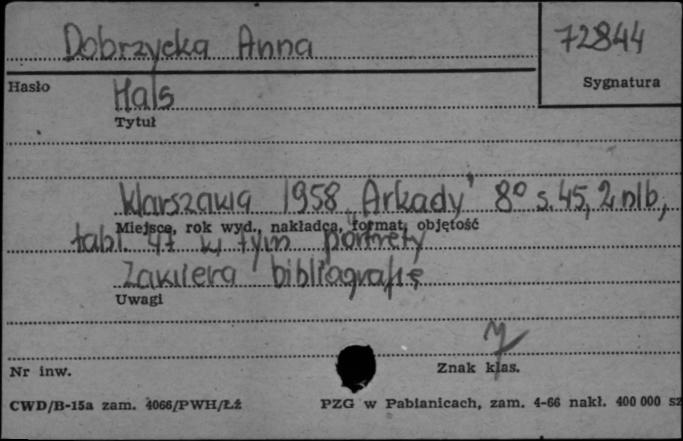 Dobrzycka Anna
72844
Hasło
Sygnatura
Hals
Tytuł
Warszawa 1958 "Arkady" 8° s. 45, 2 nlb,
Miejsce, rok wyd., nakładca, format, objętość
tabl. 47 w tym portrety
Zawiera bibliografię
Uwagi
Nr inw.
Znak klas.
CWD/B-15a zam. 4066/PWH/Łż
PZG w Pabianicach, zam. 4-66 nakł. 400 000 sz